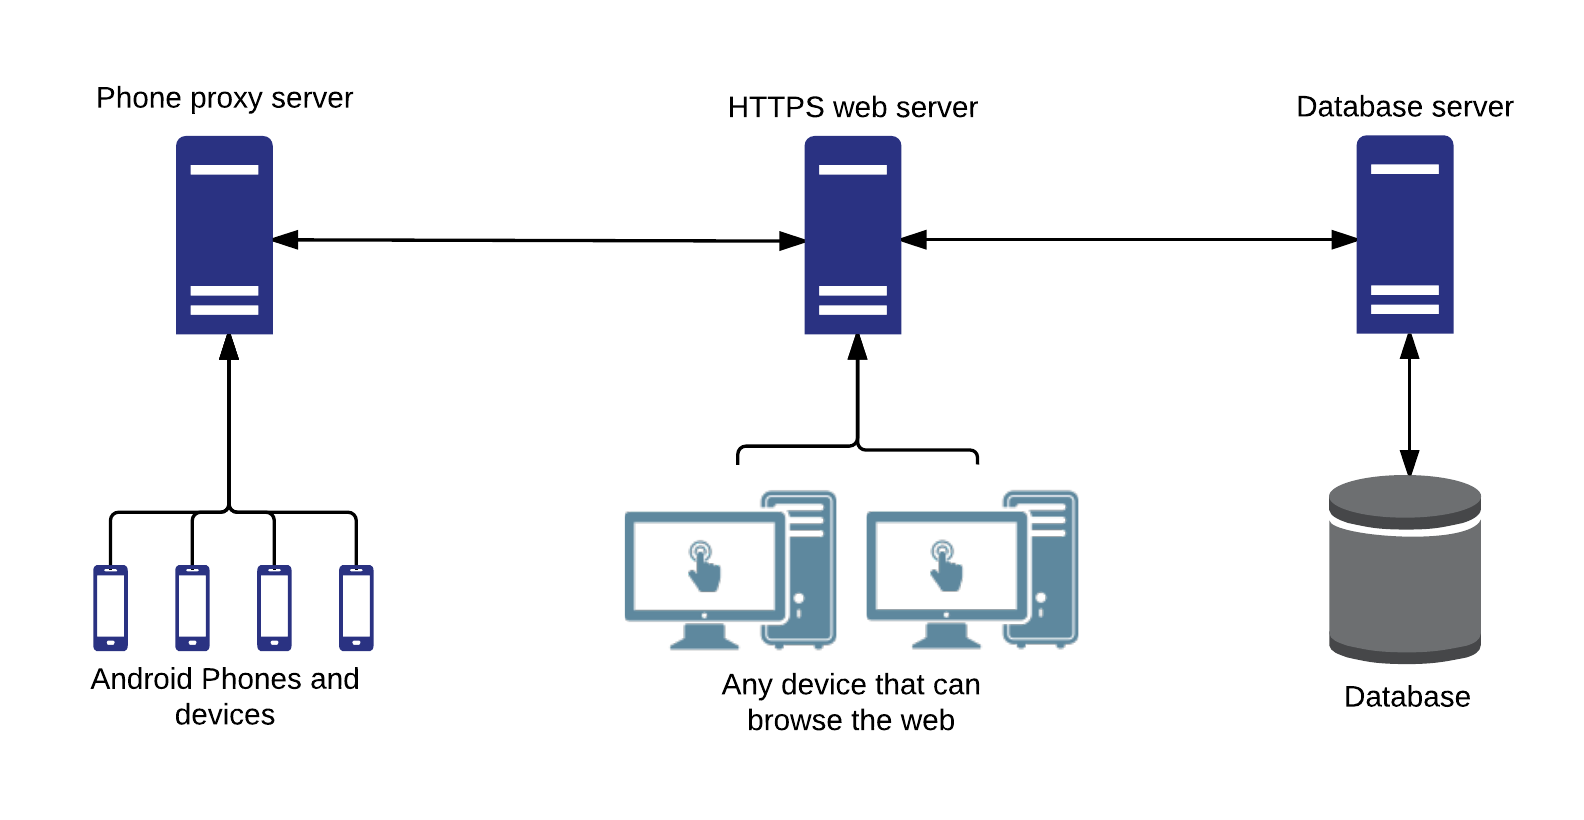 Phone proxy server
HTTPS web server
Database server
Android Phones and
devices
Any device that can
browse the web
Database